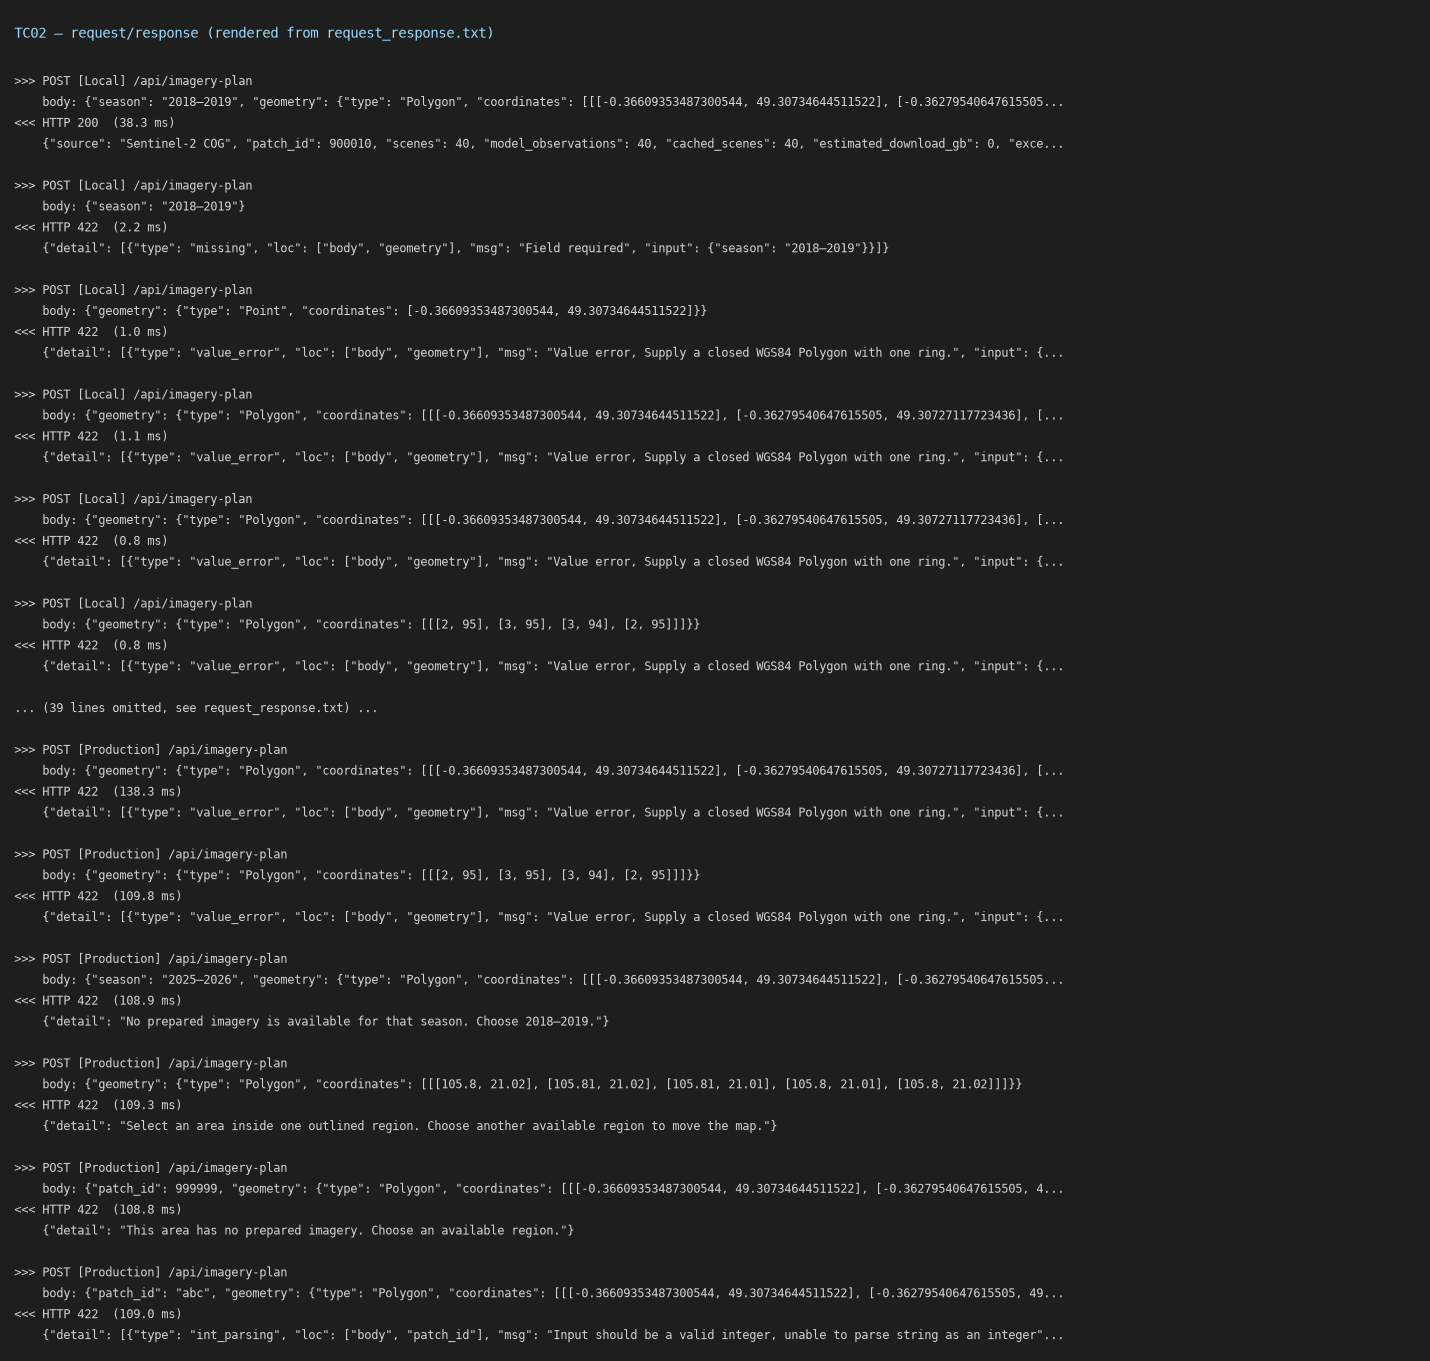 TC02 — request/response (rendered from request_response.txt)
>>> POST [Local] /api/imagery-plan
body: {"season": "2018–2019", "geometry": {"type": "Polygon", "coordinates": [[[-0.36609353487300544, 49.30734644511522], [-0.36279540647615505...
<<< HTTP 200  (38.3 ms)
{"source": "Sentinel-2 COG", "patch_id": 900010, "scenes": 40, "model_observations": 40, "cached_scenes": 40, "estimated_download_gb": 0, "exce...
>>> POST [Local] /api/imagery-plan
body: {"season": "2018–2019"}
<<< HTTP 422  (2.2 ms)
{"detail": [{"type": "missing", "loc": ["body", "geometry"], "msg": "Field required", "input": {"season": "2018–2019"}}]}
>>> POST [Local] /api/imagery-plan
body: {"geometry": {"type": "Point", "coordinates": [-0.36609353487300544, 49.30734644511522]}}
<<< HTTP 422  (1.0 ms)
{"detail": [{"type": "value_error", "loc": ["body", "geometry"], "msg": "Value error, Supply a closed WGS84 Polygon with one ring.", "input": {...
>>> POST [Local] /api/imagery-plan
body: {"geometry": {"type": "Polygon", "coordinates": [[[-0.36609353487300544, 49.30734644511522], [-0.36279540647615505, 49.30727117723436], [...
<<< HTTP 422  (1.1 ms)
{"detail": [{"type": "value_error", "loc": ["body", "geometry"], "msg": "Value error, Supply a closed WGS84 Polygon with one ring.", "input": {...
>>> POST [Local] /api/imagery-plan
body: {"geometry": {"type": "Polygon", "coordinates": [[[-0.36609353487300544, 49.30734644511522], [-0.36279540647615505, 49.30727117723436], [...
<<< HTTP 422  (0.8 ms)
{"detail": [{"type": "value_error", "loc": ["body", "geometry"], "msg": "Value error, Supply a closed WGS84 Polygon with one ring.", "input": {...
>>> POST [Local] /api/imagery-plan
body: {"geometry": {"type": "Polygon", "coordinates": [[[2, 95], [3, 95], [3, 94], [2, 95]]]}}
<<< HTTP 422  (0.8 ms)
{"detail": [{"type": "value_error", "loc": ["body", "geometry"], "msg": "Value error, Supply a closed WGS84 Polygon with one ring.", "input": {...
... (39 lines omitted, see request_response.txt) ...
>>> POST [Production] /api/imagery-plan
body: {"geometry": {"type": "Polygon", "coordinates": [[[-0.36609353487300544, 49.30734644511522], [-0.36279540647615505, 49.30727117723436], [...
<<< HTTP 422  (138.3 ms)
{"detail": [{"type": "value_error", "loc": ["body", "geometry"], "msg": "Value error, Supply a closed WGS84 Polygon with one ring.", "input": {...
>>> POST [Production] /api/imagery-plan
body: {"geometry": {"type": "Polygon", "coordinates": [[[2, 95], [3, 95], [3, 94], [2, 95]]]}}
<<< HTTP 422  (109.8 ms)
{"detail": [{"type": "value_error", "loc": ["body", "geometry"], "msg": "Value error, Supply a closed WGS84 Polygon with one ring.", "input": {...
>>> POST [Production] /api/imagery-plan
body: {"season": "2025–2026", "geometry": {"type": "Polygon", "coordinates": [[[-0.36609353487300544, 49.30734644511522], [-0.36279540647615505...
<<< HTTP 422  (108.9 ms)
{"detail": "No prepared imagery is available for that season. Choose 2018–2019."}
>>> POST [Production] /api/imagery-plan
body: {"geometry": {"type": "Polygon", "coordinates": [[[105.8, 21.02], [105.81, 21.02], [105.81, 21.01], [105.8, 21.01], [105.8, 21.02]]]}}
<<< HTTP 422  (109.3 ms)
{"detail": "Select an area inside one outlined region. Choose another available region to move the map."}
>>> POST [Production] /api/imagery-plan
body: {"patch_id": 999999, "geometry": {"type": "Polygon", "coordinates": [[[-0.36609353487300544, 49.30734644511522], [-0.36279540647615505, 4...
<<< HTTP 422  (108.8 ms)
{"detail": "This area has no prepared imagery. Choose an available region."}
>>> POST [Production] /api/imagery-plan
body: {"patch_id": "abc", "geometry": {"type": "Polygon", "coordinates": [[[-0.36609353487300544, 49.30734644511522], [-0.36279540647615505, 49...
<<< HTTP 422  (109.0 ms)
{"detail": [{"type": "int_parsing", "loc": ["body", "patch_id"], "msg": "Input should be a valid integer, unable to parse string as an integer"...